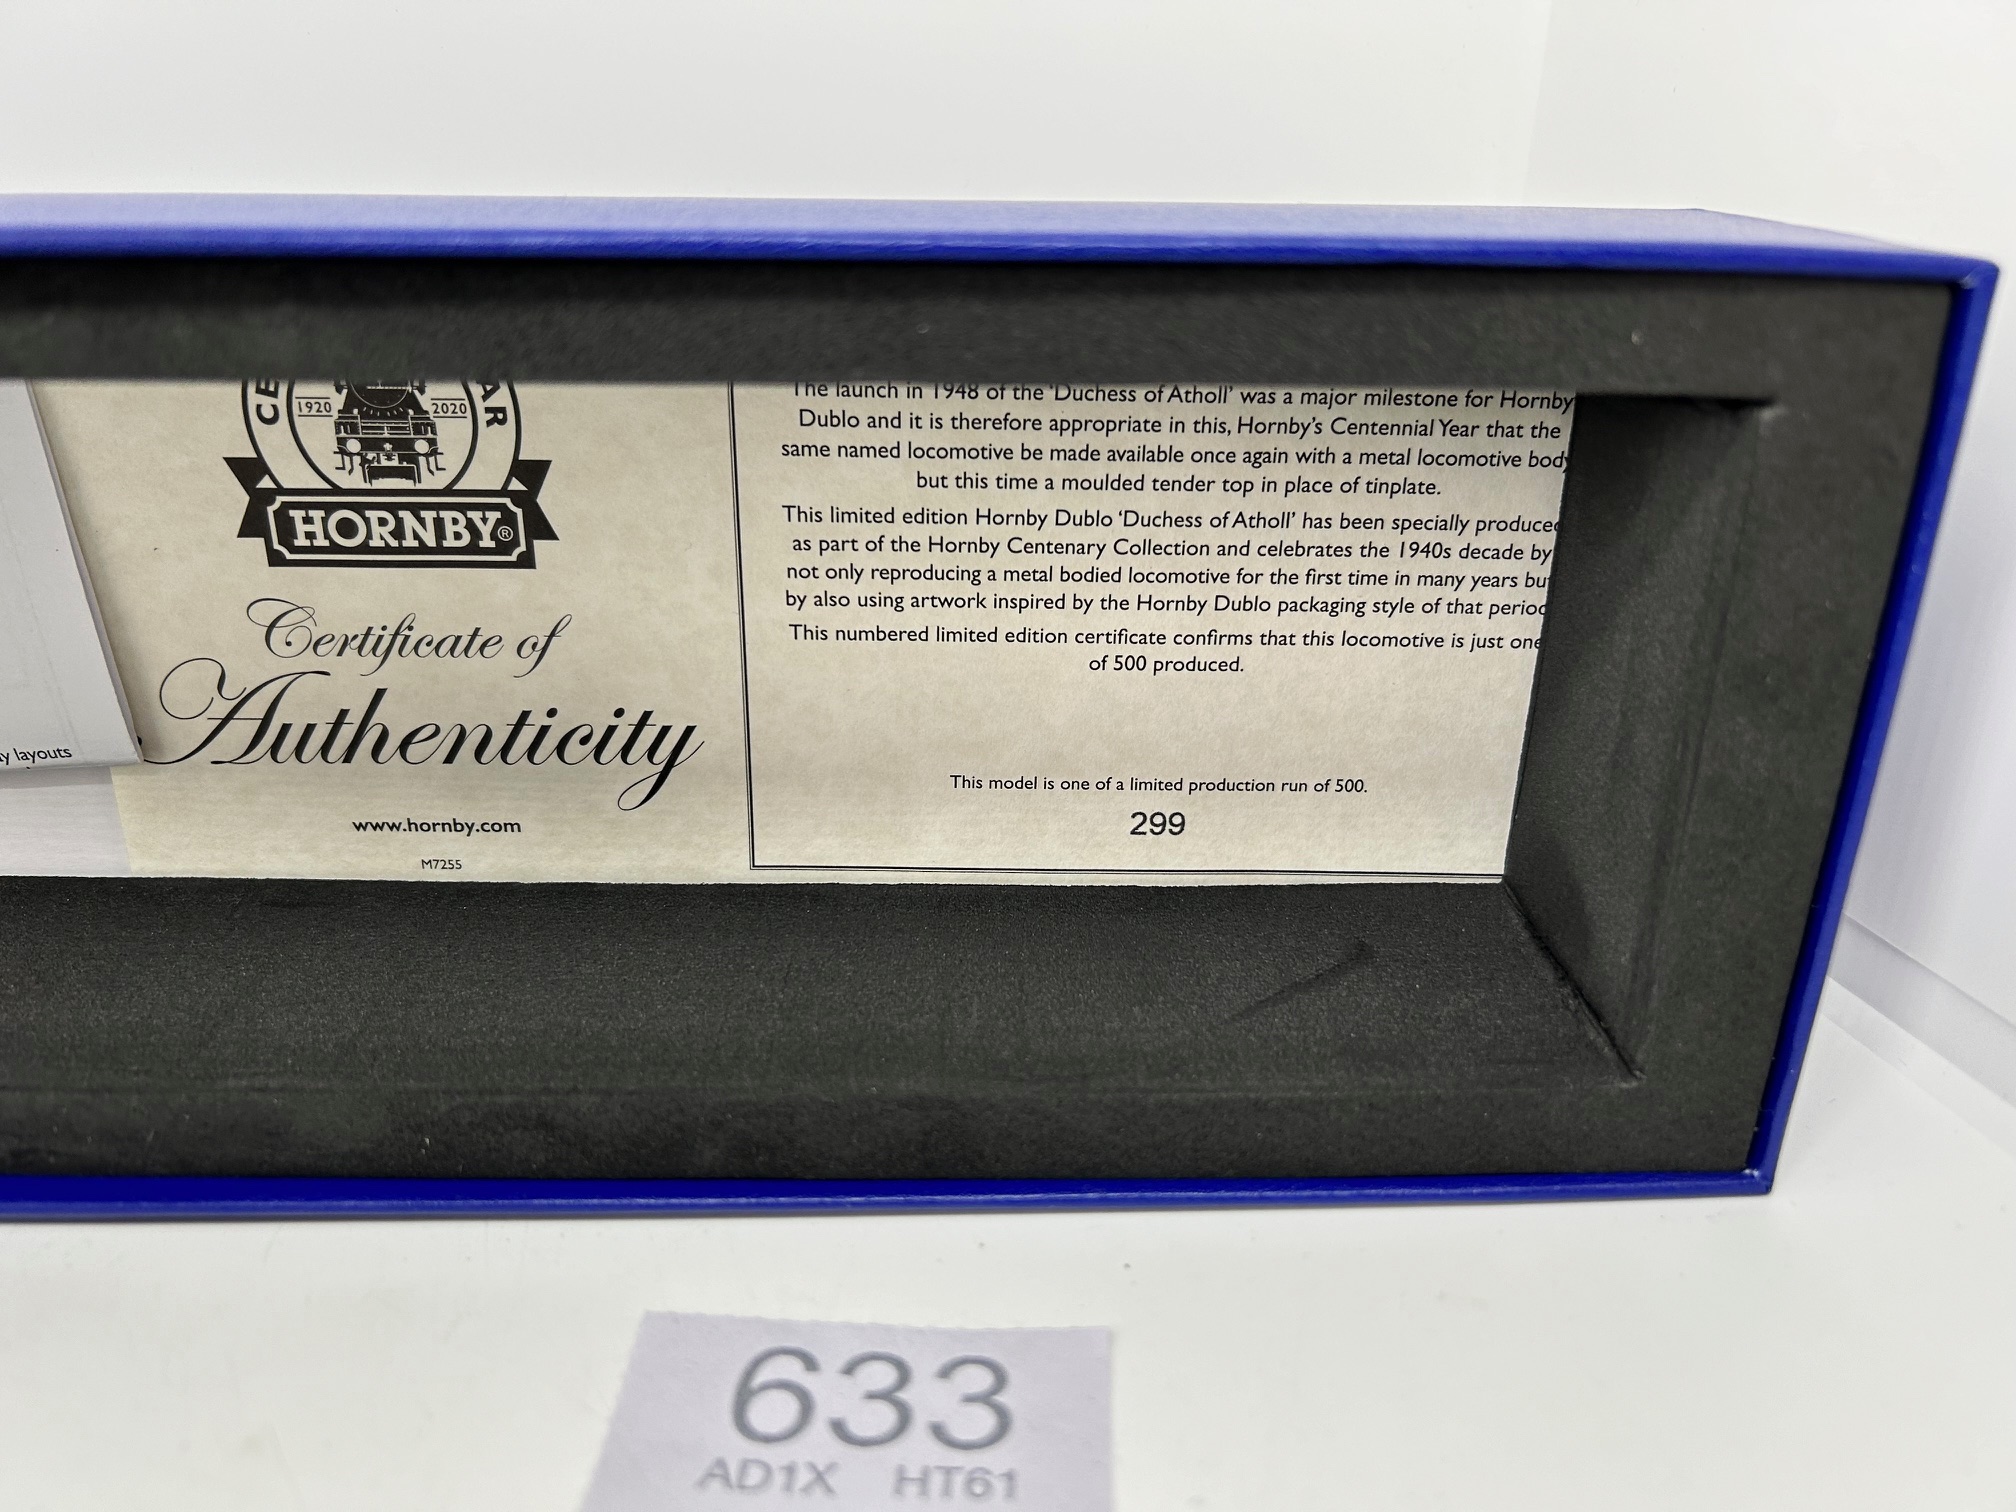 1920 2020
HORNBY®
Certificate of
Authenticity
www.hornby.com
M7255
y layouts
The launch in 1948 of the 'Duchess of Atholl' was a major milestone for Hornby
Dublo and it is therefore appropriate in this, Hornby's Centennial Year that the
same named locomotive be made available once again with a metal locomotive body
but this time a moulded tender top in place of tinplate.
This limited edition Hornby Dublo 'Duchess of Atholl' has been specially produced
as part of the Hornby Centenary Collection and celebrates the 1940s decade by
not only reproducing a metal bodied locomotive for the first time in many years but
by also using artwork inspired by the Hornby Dublo packaging style of that period
This numbered limited edition certificate confirms that this locomotive is just one
of 500 produced.
This model is one of a limited production run of 500.
299
633
AD1X HT61